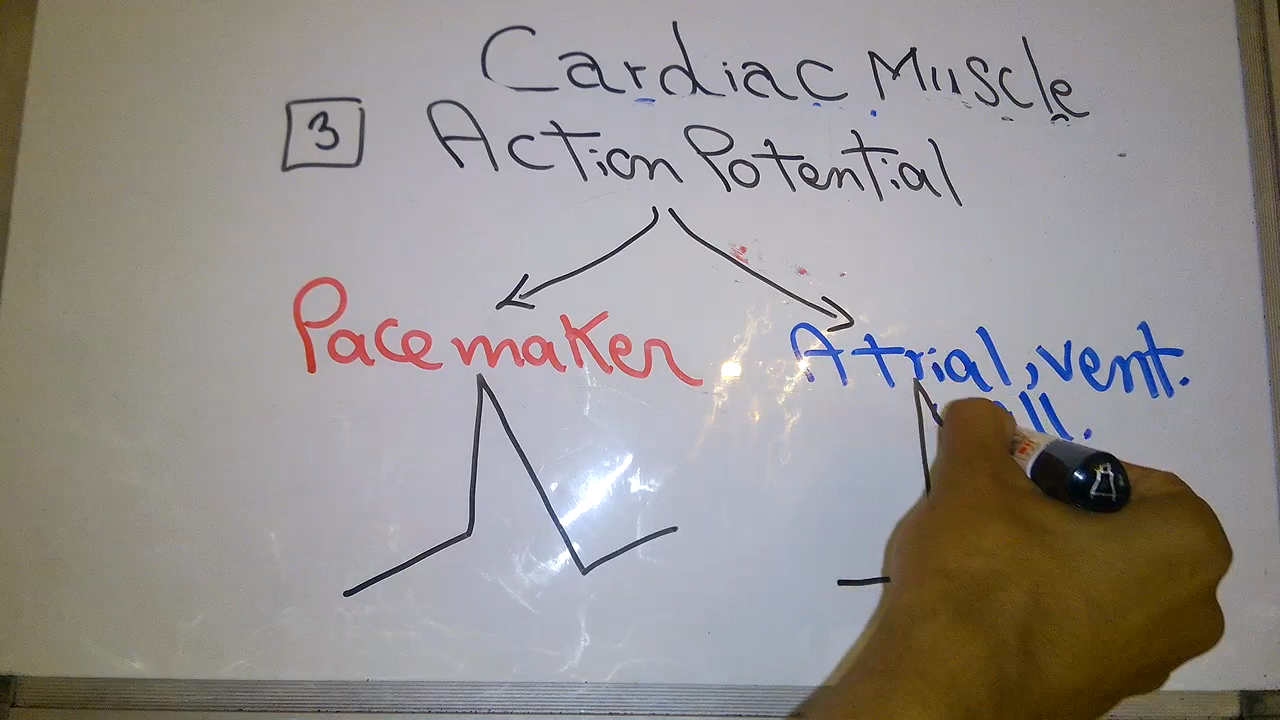 Cardiac Muscle
3 Action Potential
Pacemaker
Atrial, vent.